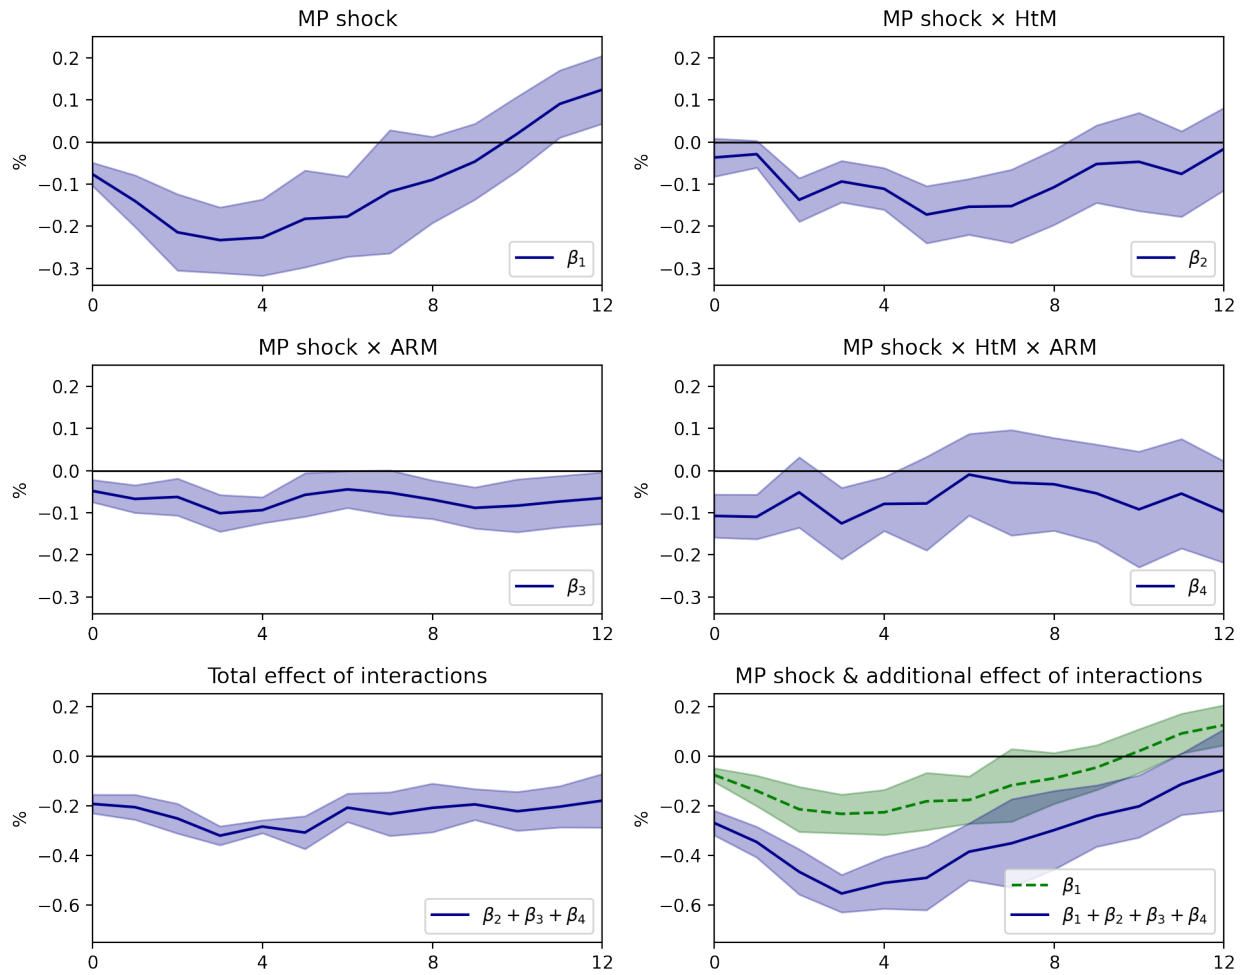 MP shock
0.2
0.1
0.0
−0.1
−0.2
−0.3
%
β1
0 4 8 12
MP shock × HtM
0.2
0.1
0.0
−0.1
−0.2
−0.3
%
β2
0 4 8 12
MP shock × ARM
0.2
0.1
0.0
−0.1
−0.2
−0.3
%
β3
0 4 8 12
MP shock × HtM × ARM
0.2
0.1
0.0
−0.1
−0.2
−0.3
%
β4
0 4 8 12
Total effect of interactions
0.2
0.0
−0.2
−0.4
−0.6
%
β2 + β3 + β4
0 4 8 12
MP shock & additional effect of interactions
0.2
0.0
−0.2
−0.4
−0.6
%
β1
β1 + β2 + β3 + β4
0 4 8 12